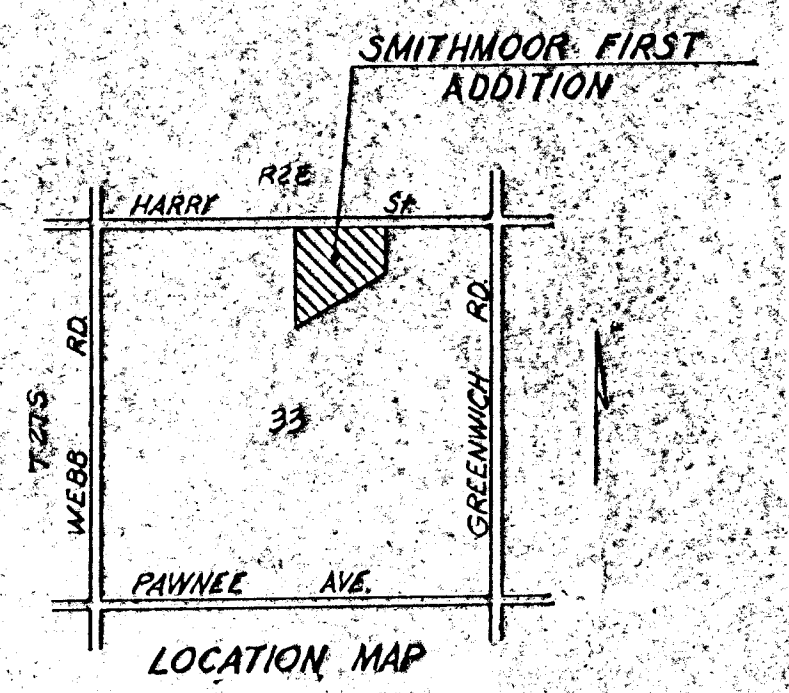 SMITHMOOR FIRST
ADDITION
R2E
HARRY St.
WEBB RD.
GREENWICH RD.
T27S
33
PAWNEE AVE.
LOCATION MAP